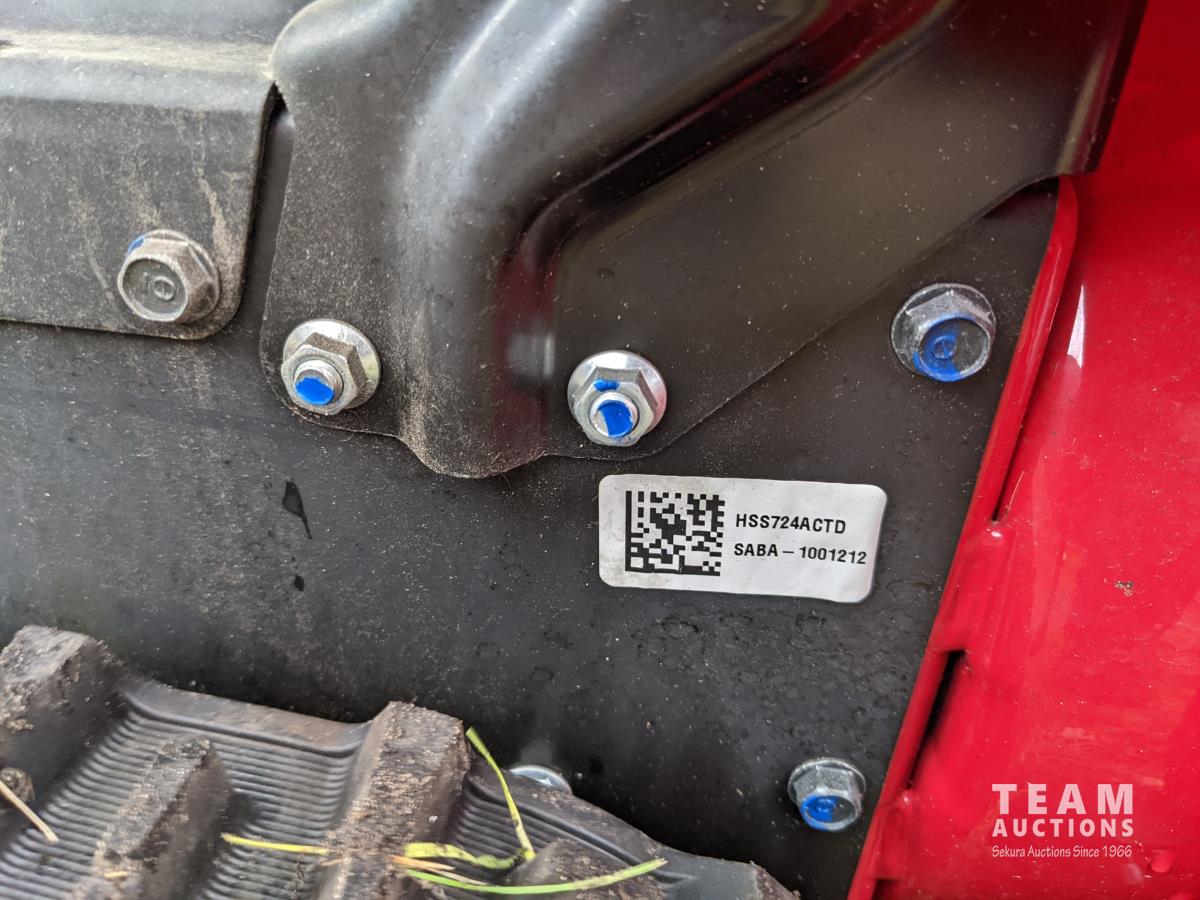 HSS724ACTD
SABA-1001212
TEAM
AUCTIONS
Sekura Auctions Since 1966